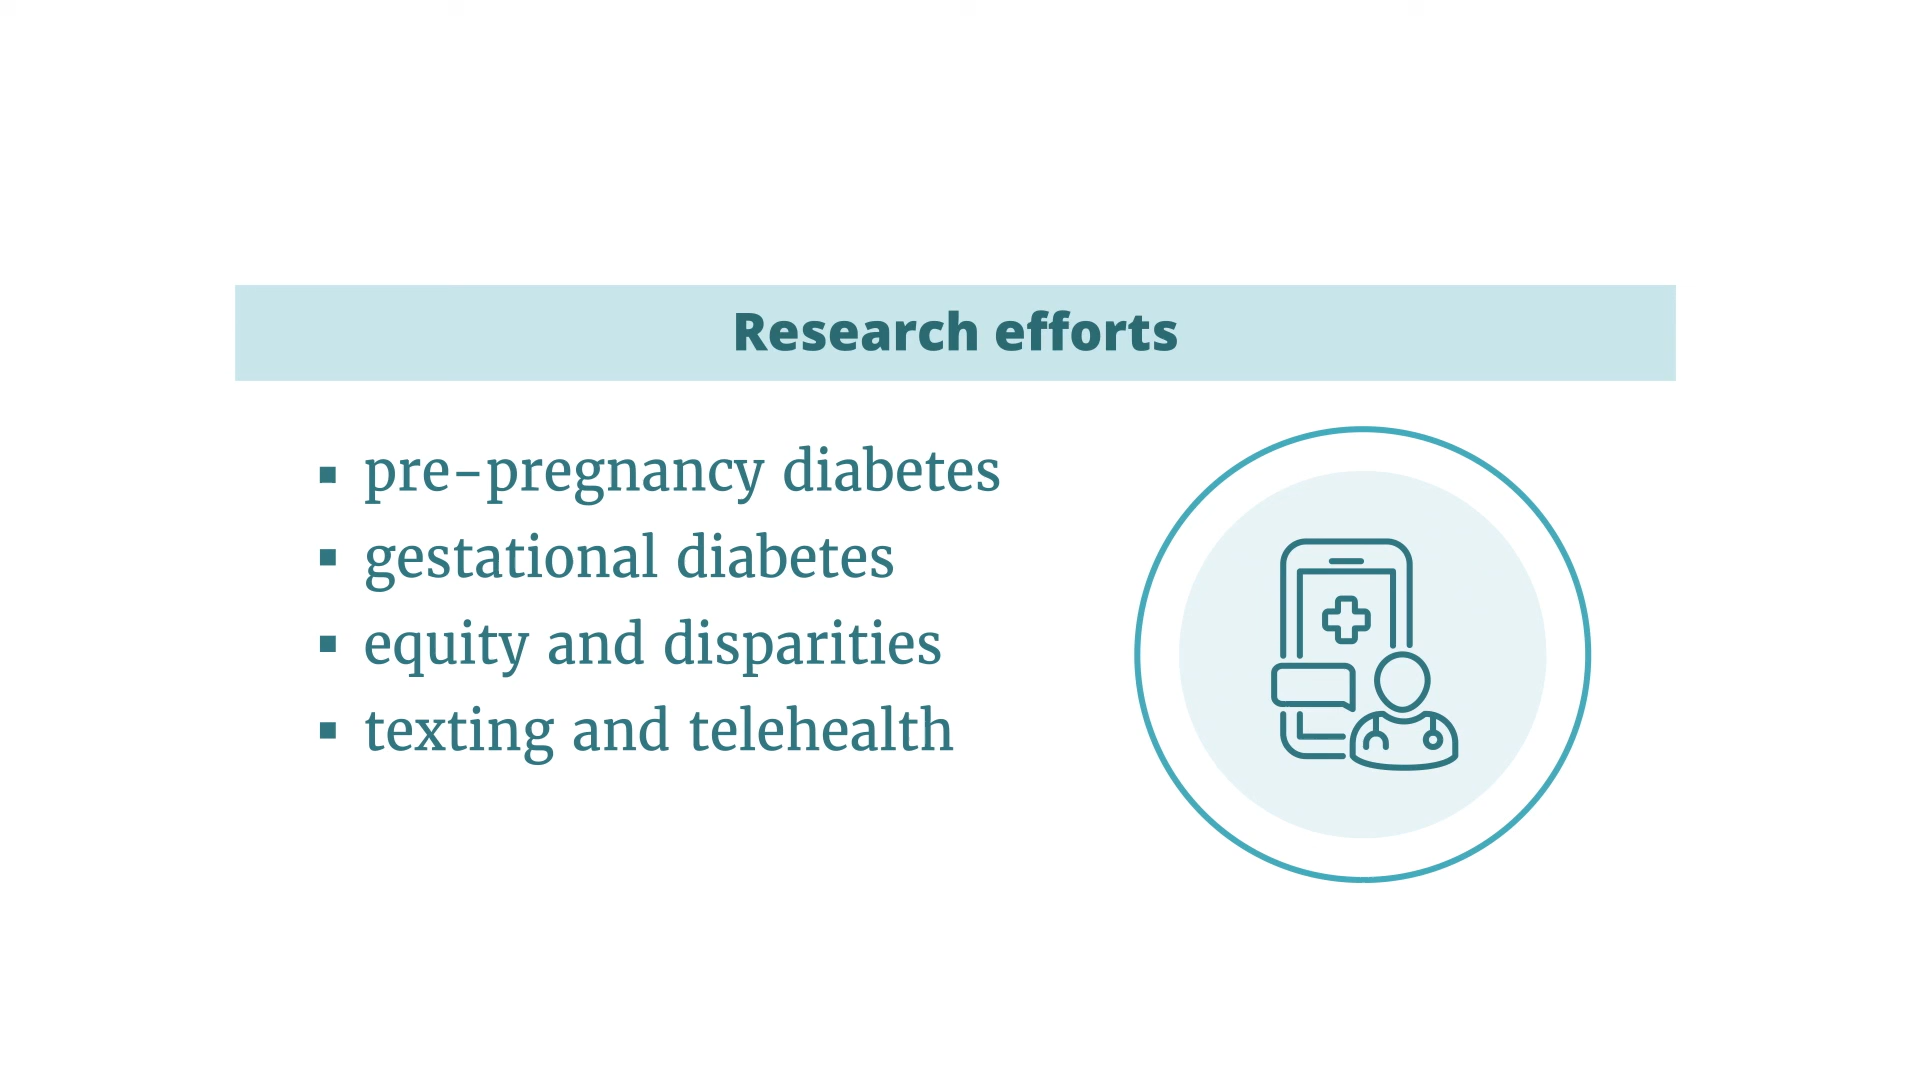 Research efforts
pre-pregnancy diabetes
gestational diabetes
equity and disparities
texting and telehealth